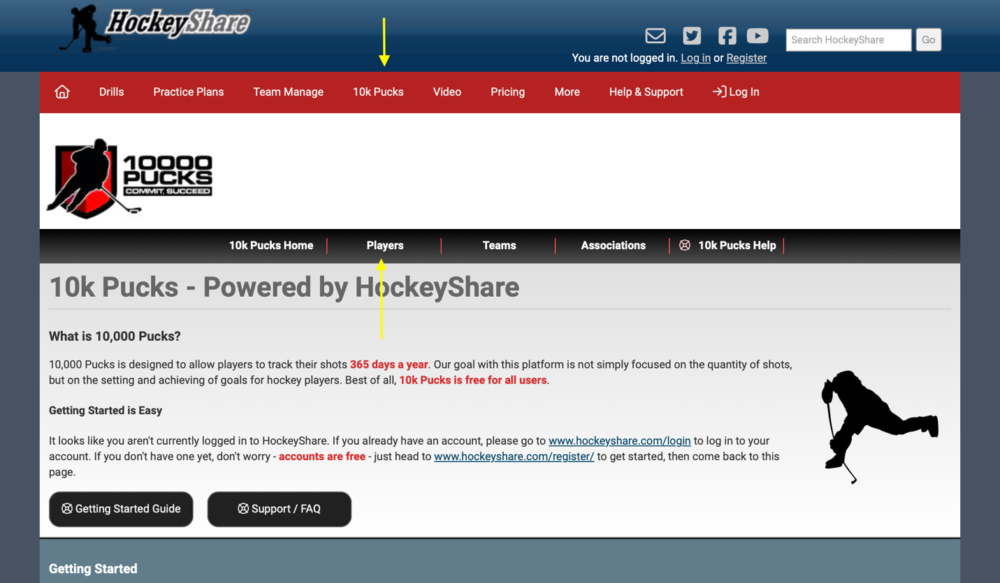 HockeyShare
Search HockeyShare
Go
You are not logged in. Log in or Register
Drills
Practice Plans
Team Manage
10k Pucks
Video
Pricing
More
Help & Support
Log In
10000
PUCKS
COMMIT. SUCCEED
10k Pucks Home
Players
Teams
Associations
10k Pucks Help
10k Pucks - Powered by HockeyShare
What is 10,000 Pucks?
10,000 Pucks is designed to allow players to track their shots 365 days a year. Our goal with this platform is not simply focused on the quantity of shots,
but on the setting and achieving of goals for hockey players. Best of all, 10k Pucks is free for all users.
Getting Started is Easy
It looks like you aren't currently logged in to HockeyShare. If you already have an account, please go to www.hockeyshare.com/login to log in to your
account. If you don't have one yet, don't worry - accounts are free - just head to www.hockeyshare.com/register/ to get started, then come back to this
page.
Getting Started Guide
Support / FAQ
Getting Started